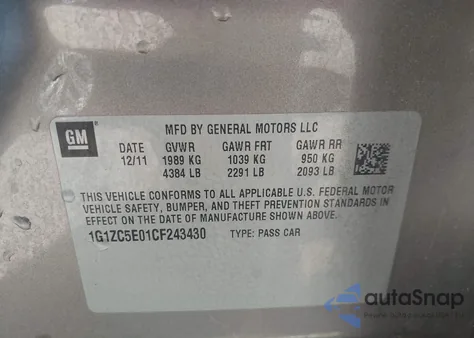 GM
MFD BY GENERAL MOTORS LLC
DATE GVWR GAWR FRT GAWR RR
12/11 1989 KG 1039 KG 950 KG
4384 LB 2291 LB 2093 LB
THIS VEHICLE CONFORMS TO ALL APPLICABLE U.S. FEDERAL MOTOR
VEHICLE SAFETY, BUMPER, AND THEFT PREVENTION STANDARDS IN
EFFECT ON THE DATE OF MANUFACTURE SHOWN ABOVE.
1G1ZC5E01CF243430 TYPE: PASS CAR
autoSnap